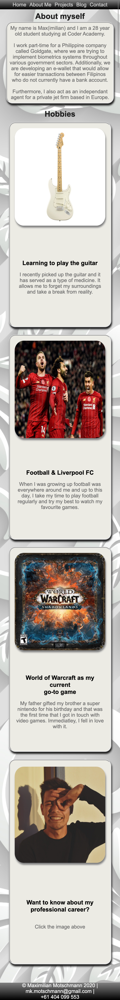 Home About Me Projects Blog Contact
About myself
My name is Max(imilian) and I am a 28 year
old student studying at Coder Academy.
I work part-time for a Philippine company
called Goldgate, where we are trying to
implement biometrics systems throughout
various government sectors. Additionally, we
are developing an e-wallet that would allow
for easier transactions between Filipinos
who do not currently have a bank account.
Furthermore, I also act as an independant
agent for a private jet firm based in Europe.
Hobbies
Learning to play the guitar
I recently picked up the guitar and it
has served as a type of medicine. It
allows me to forget my surroundings
and take a break from reality.
Standard
Chartered
Standard
Chartered
14
Football & Liverpool FC
When I was growing up football was
everywhere around me and up to this
day, I take my time to play football
regularly and try my best to watch my
favourite games.
WORLD
WARCRAFT
SHADOWLANDS
TEEN
T
ESRB
BLIZZARD
World of Warcraft as my
current
go-to game
My father gifted my brother a super
nintendo for his birthday and that was
the first time that I got in touch with
video games. Immediatley, I fell in love
with it.
Want to know about my
professional career?
Click the image above
© Maximilian Motschmann 2020 |
mk.motschmann@gmail.com |
+61 404 099 553